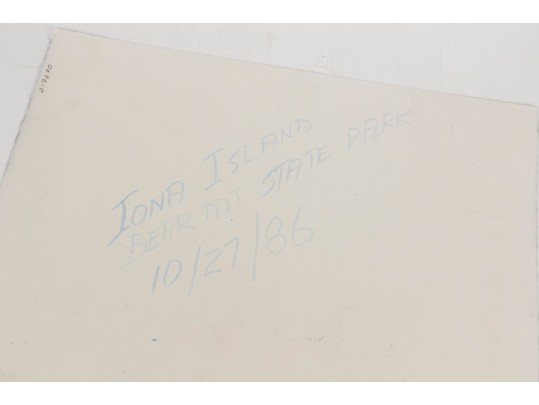 IONA ISLAND
BEAR MT STATE PARK
10/27/86